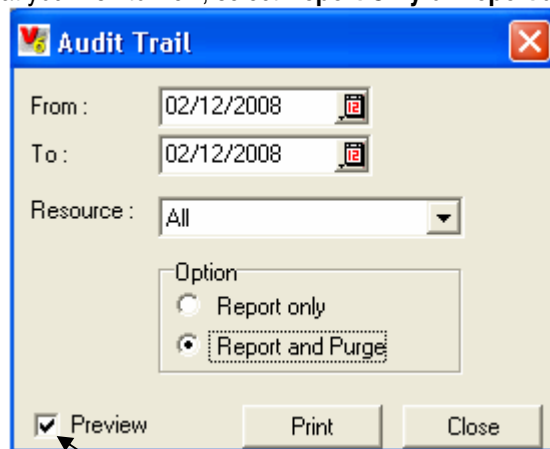 Audit Trail
From : 02/12/2008
To : 02/12/2008
Resource : All
Option
Report only
Report and Purge
Preview Print Close